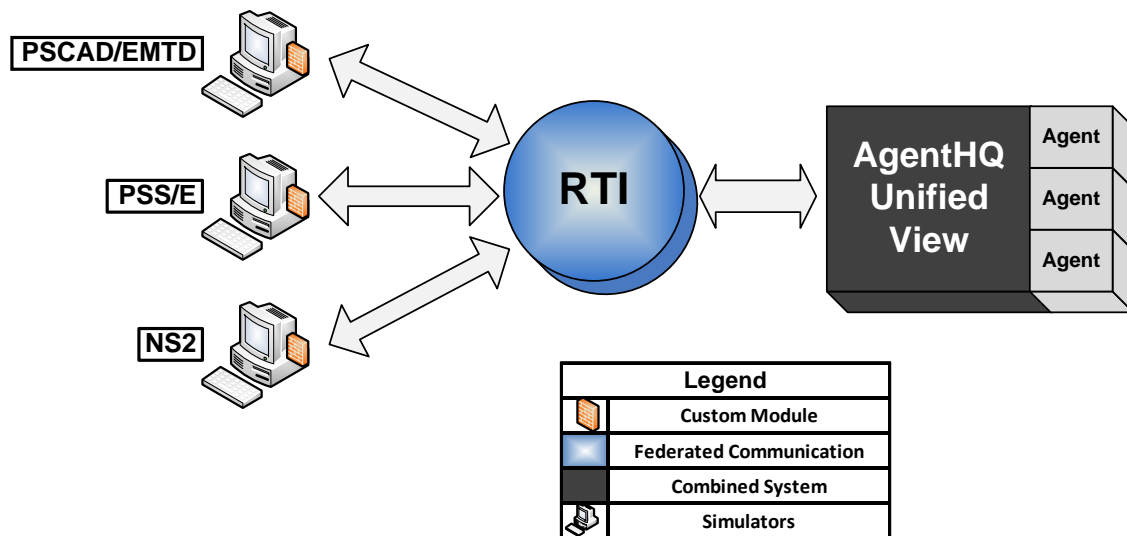 PSCAD/EMTD
PSS/E
NS2
RTI
AgentHQ
Unified
View
Agent
Agent
Agent
Legend
Custom Module
Federated Communication
Combined System
Simulators